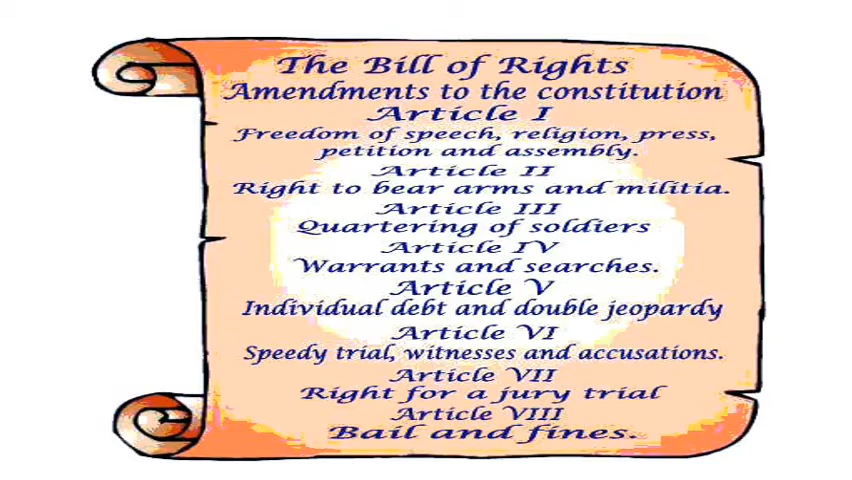 The Bill of Rights
Amendments to the constitution
Article I
Freedom of speech, religion, press,
petition and assembly.
Article II
Right to bear arms and militia.
Article III
Quartering of soldiers
Article IV
Warrants and searches.
Article V
Individual debt and double jeopardy
Article VI
Speedy trial, witnesses and accusations.
Article VII
Right for a jury trial
Article VIII
Bail and fines.